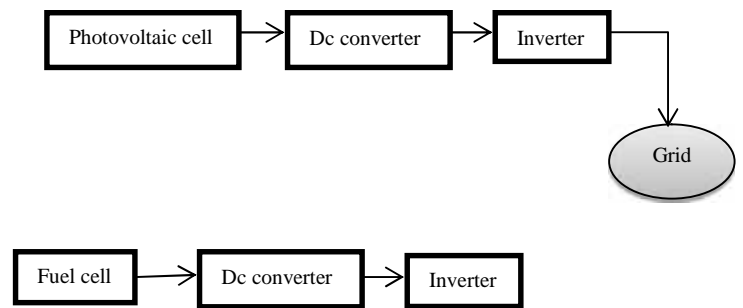 Photovoltaic cell
Dc converter
Inverter
Grid
Fuel cell
Dc converter
Inverter